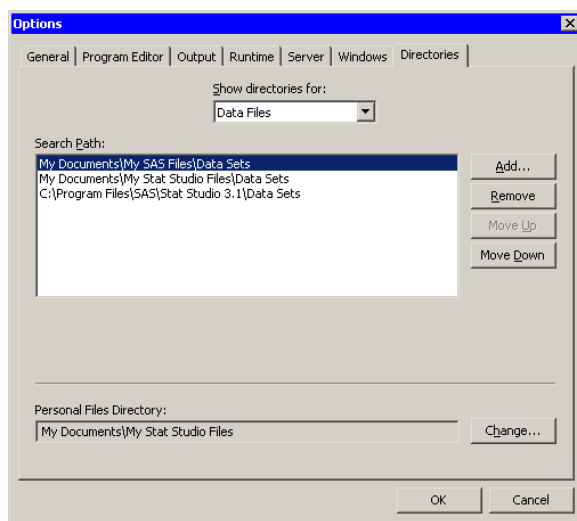 Options
General
Program Editor
Output
Runtime
Server
Windows
Directories
Show directories for:
Data Files
Search Path:
My Documents\My SAS Files\Data Sets
My Documents\My Stat Studio Files\Data Sets
C:\Program Files\SAS\Stat Studio 3.1\Data Sets
Add...
Remove
Move Up
Move Down
Personal Files Directory:
My Documents\My Stat Studio Files
Change...
OK
Cancel